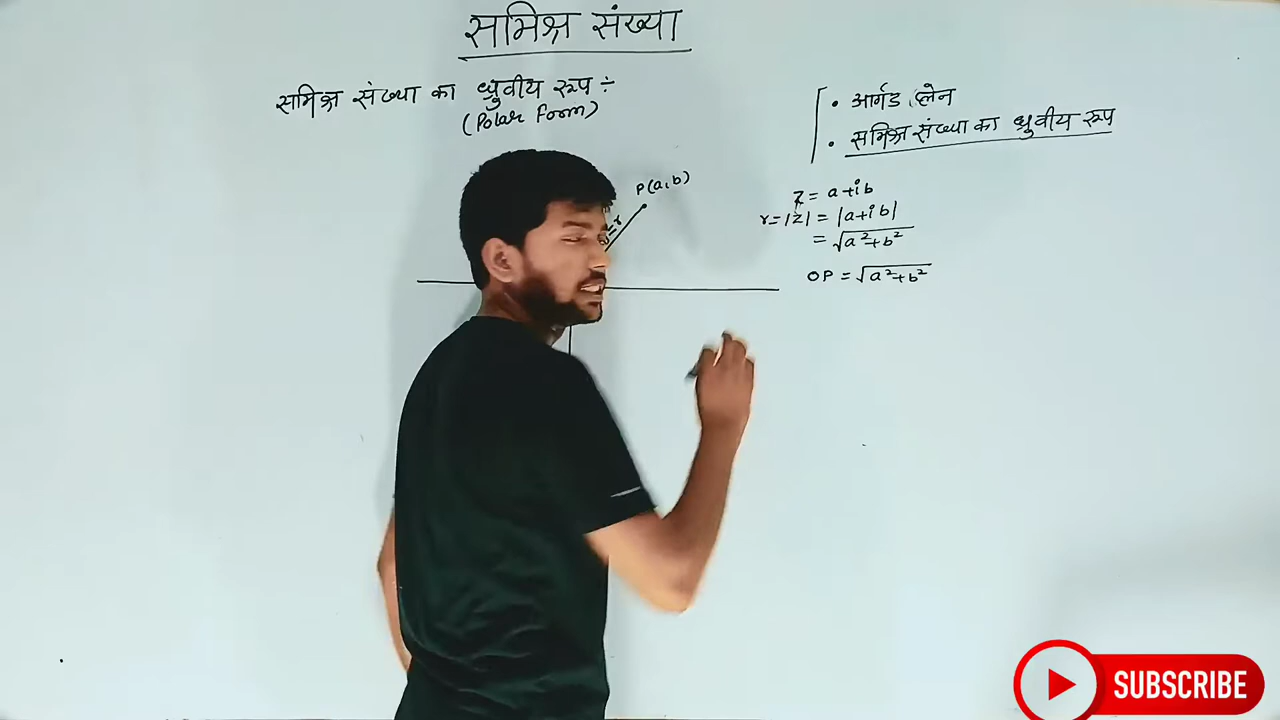 समिश्र संख्या
समिश्र संख्या का ध्रुवीय रूप ÷
(Polar Form)
• आर्गंड प्लेन
• समिश्र संख्या का ध्रुवीय रूप
P(a,b)
z = a+ib
r=|z| = |a+ib|
= √a²+b²
OP = √a²+b²
SUBSCRIBE